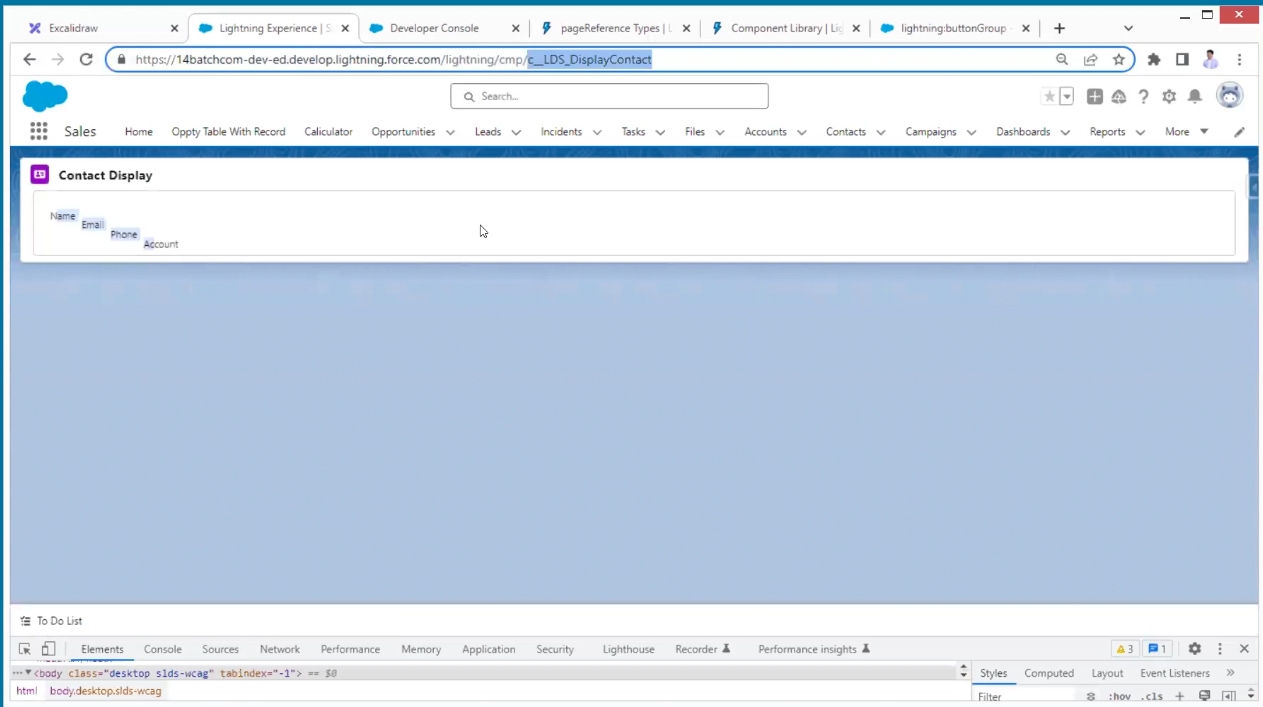 Excalidraw
Lightning Experience | S
Developer Console
pageReference Types | L
Component Library | Lig
lightning:buttonGroup -
https://14batchcom-dev-ed.develop.lightning.force.com/lightning/cmp/c__LDS_DisplayContact
Search...
Sales Home Oppty Table With Record Calculator Opportunities Leads Incidents Tasks Files Accounts Contacts Campaigns Dashboards Reports More
Contact Display
Name
Email
Phone
Account
To Do List
Elements Console Sources Network Performance Memory Application Security Lighthouse Recorder Performance insights 3 1
<body class="desktop slds-wcag" tabindex="-1"> == $0
Styles Computed Layout Event Listeners »
html body.desktop.slds-wcag
Filter :hov .cls +